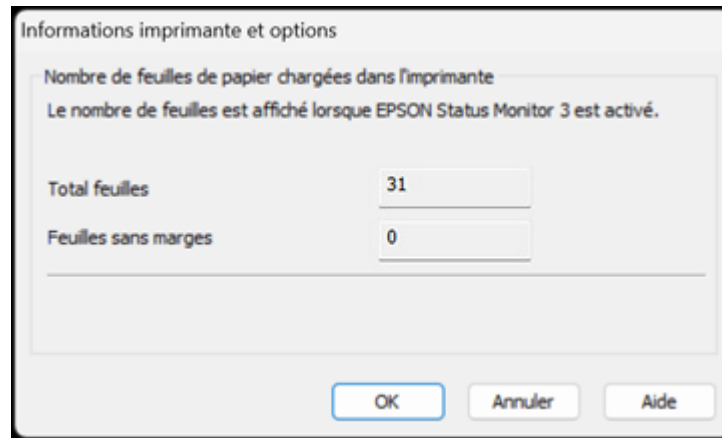 Informations imprimante et options
Nombre de feuilles de papier chargées dans l'imprimante
Le nombre de feuilles est affiché lorsque EPSON Status Monitor 3 est activé.
Total feuilles 31
Feuilles sans marges 0
OK Annuler Aide